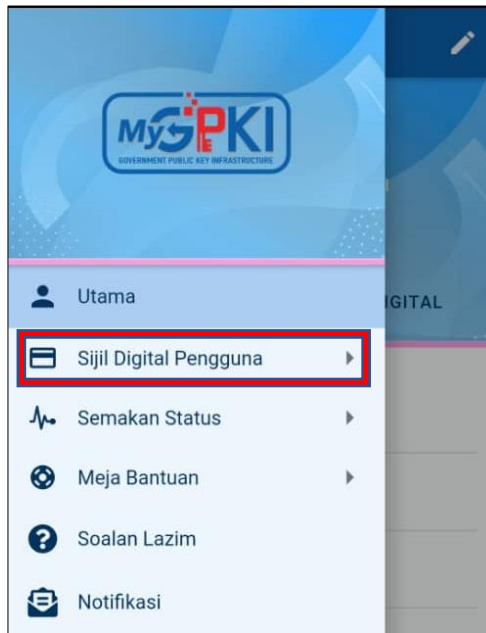 MyGPKI
GOVERNMENT PUBLIC KEY INFRASTRUCTURE
Utama
IGITAL
Sijil Digital Pengguna
Semakan Status
Meja Bantuan
Soalan Lazim
Notifikasi